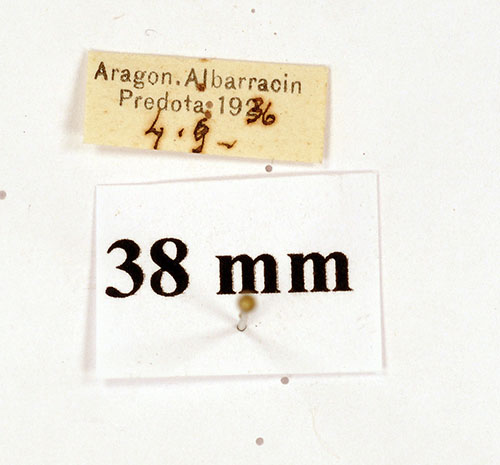 Aragon. Albarracin
Predota: 1936
4. 9 -
38 mm